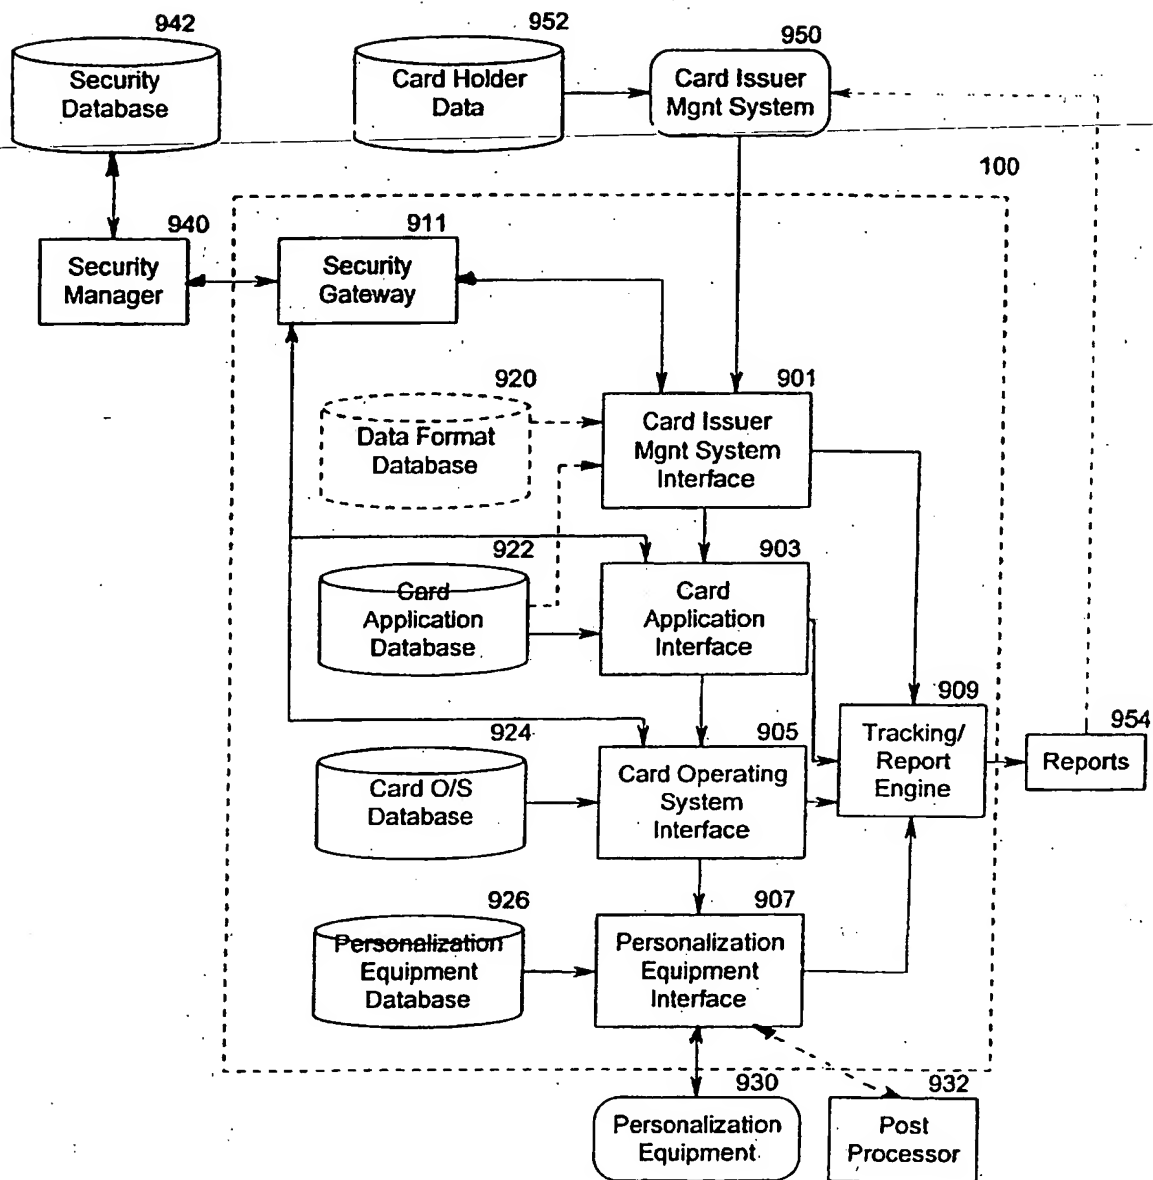 942
952
950
Security
Database
Card Holder
Data
Card Issuer
Mgnt System
100
940
911
Security
Manager
Security
Gateway
920
901
Data Format
Database
Card Issuer
Mgnt System
Interface
922
903
Card
Application
Database
Card
Application
Interface
909
954
924
905
Tracking/
Report
Engine
Reports
Card O/S
Database
Card Operating
System
Interface
926
907
Personalization
Equipment
Database
Personalization
Equipment
Interface
930
932
Personalization
Equipment
Post
Processor